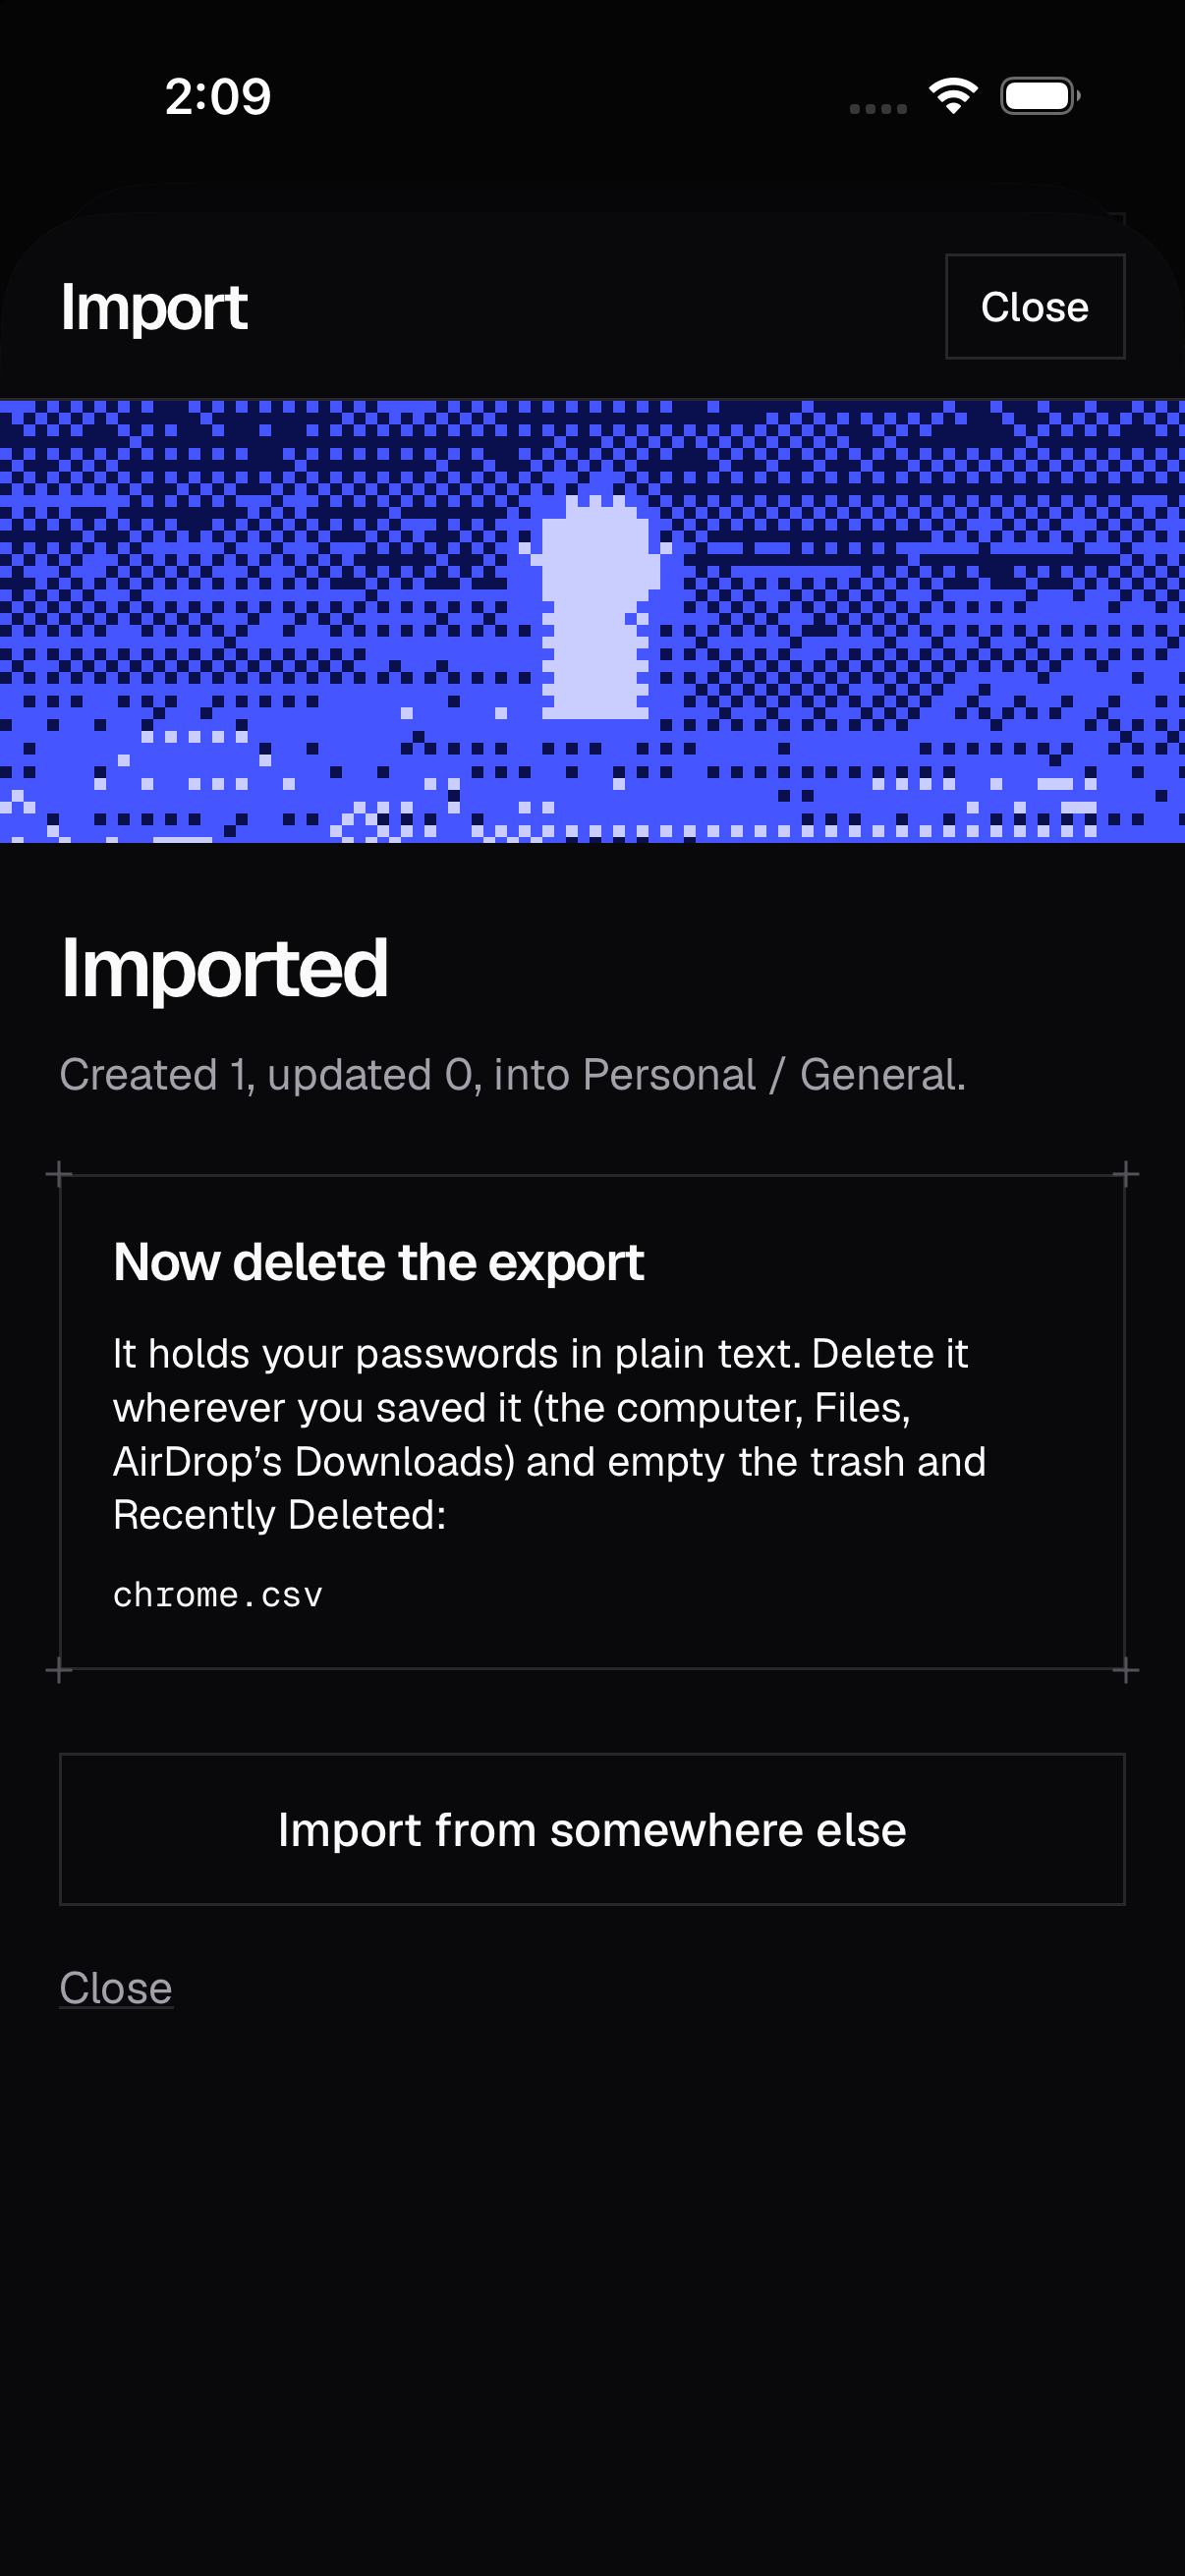 2:09
Import
Close
Imported
Created 1, updated 0, into Personal / General.
Now delete the export
It holds your passwords in plain text. Delete it
wherever you saved it (the computer, Files,
AirDrop’s Downloads) and empty the trash and
Recently Deleted:
chrome.csv
Import from somewhere else
Close